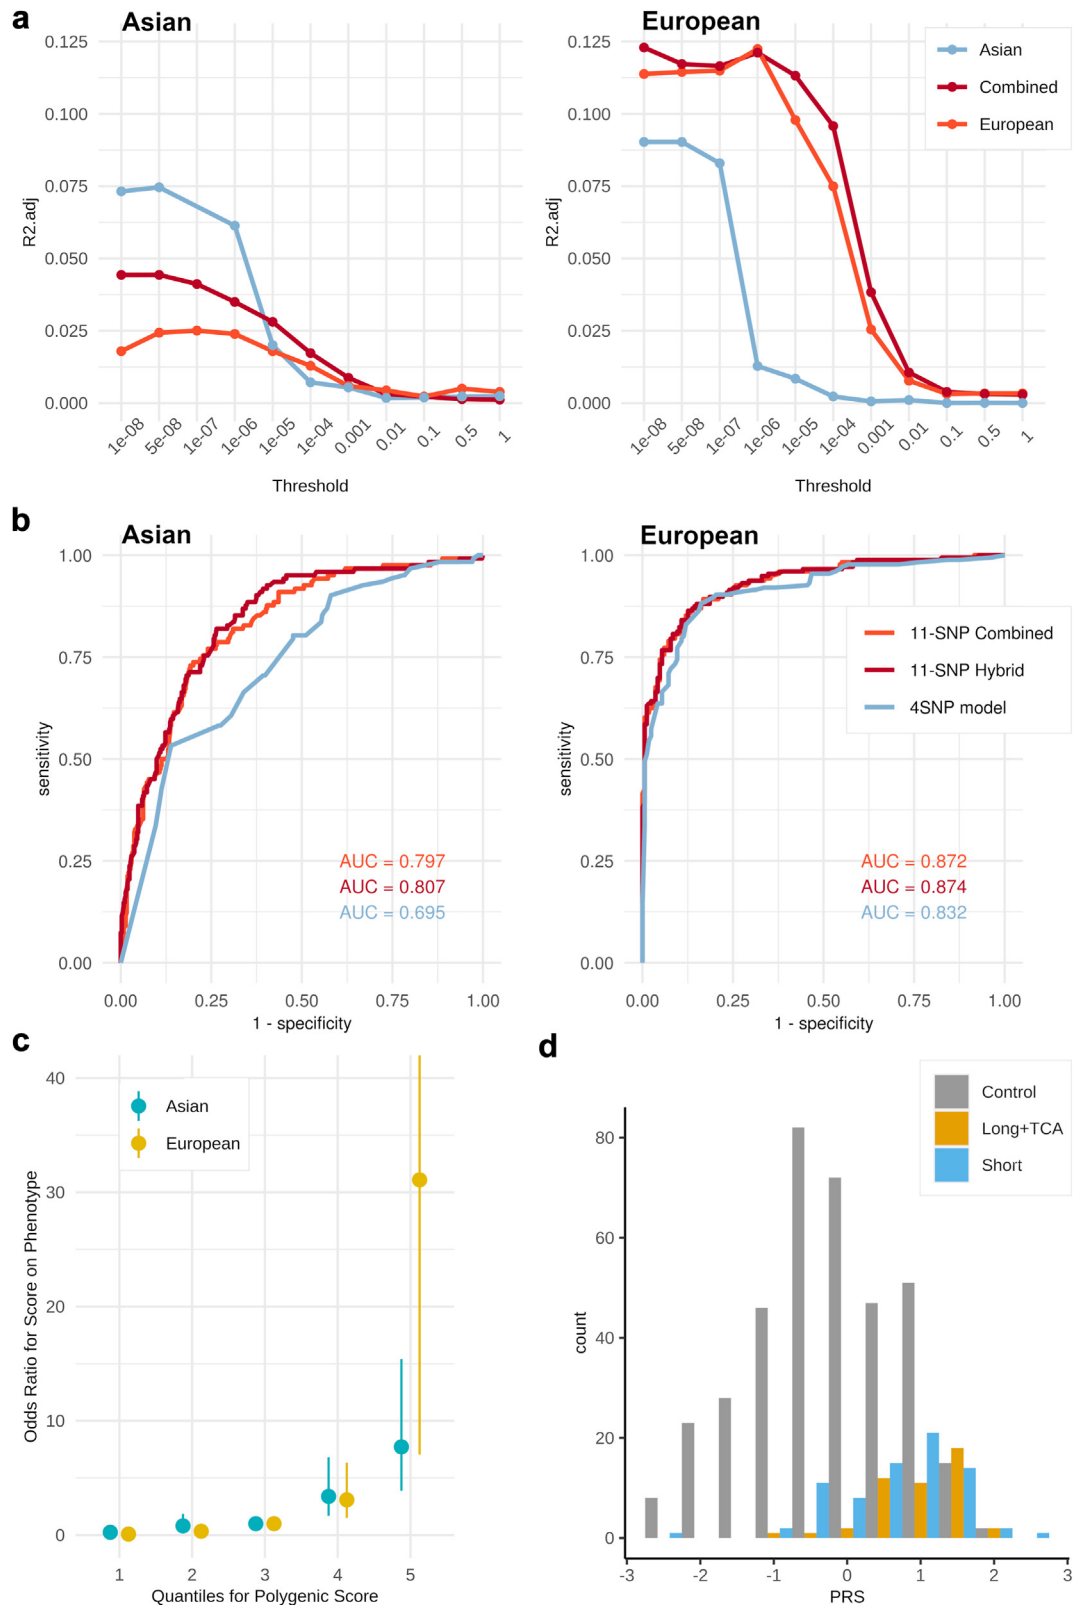 a
Asian
European
0.125
0.100
0.075
0.050
0.025
0.000
R2.adj
1e-08
5e-08
1e-07
1e-06
1e-05
1e-04
0.001
0.01
0.1
0.5
1
Threshold
0.125
0.100
0.075
0.050
0.025
0.000
R2.adj
1e-08
5e-08
1e-07
1e-06
1e-05
1e-04
0.001
0.01
0.1
0.5
1
Threshold
Asian
Combined
European
b
Asian
European
1.00
0.75
0.50
0.25
0.00
sensitivity
AUC = 0.797
AUC = 0.807
AUC = 0.695
0.00 0.25 0.50 0.75 1.00
1 - specificity
1.00
0.75
0.50
0.25
0.00
sensitivity
11-SNP Combined
11-SNP Hybrid
4SNP model
AUC = 0.872
AUC = 0.874
AUC = 0.832
0.00 0.25 0.50 0.75 1.00
1 - specificity
c
40
30
20
10
0
Odds Ratio for Score on Phenotype
Asian
European
1 2 3 4 5
Quantiles for Polygenic Score
d
Control
Long+TCA
Short
80
60
40
20
0
count
-3 -2 -1 0 1 2 3
PRS